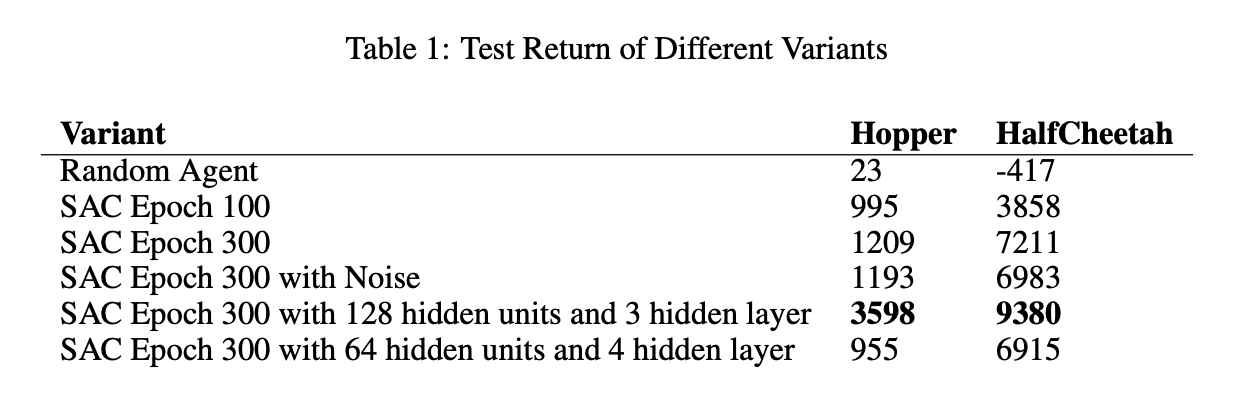 Table 1: Test Return of Different Variants
Variant Hopper HalfCheetah
Random Agent 23 -417
SAC Epoch 100 995 3858
SAC Epoch 300 1209 7211
SAC Epoch 300 with Noise 1193 6983
SAC Epoch 300 with 128 hidden units and 3 hidden layer 3598 9380
SAC Epoch 300 with 64 hidden units and 4 hidden layer 955 6915